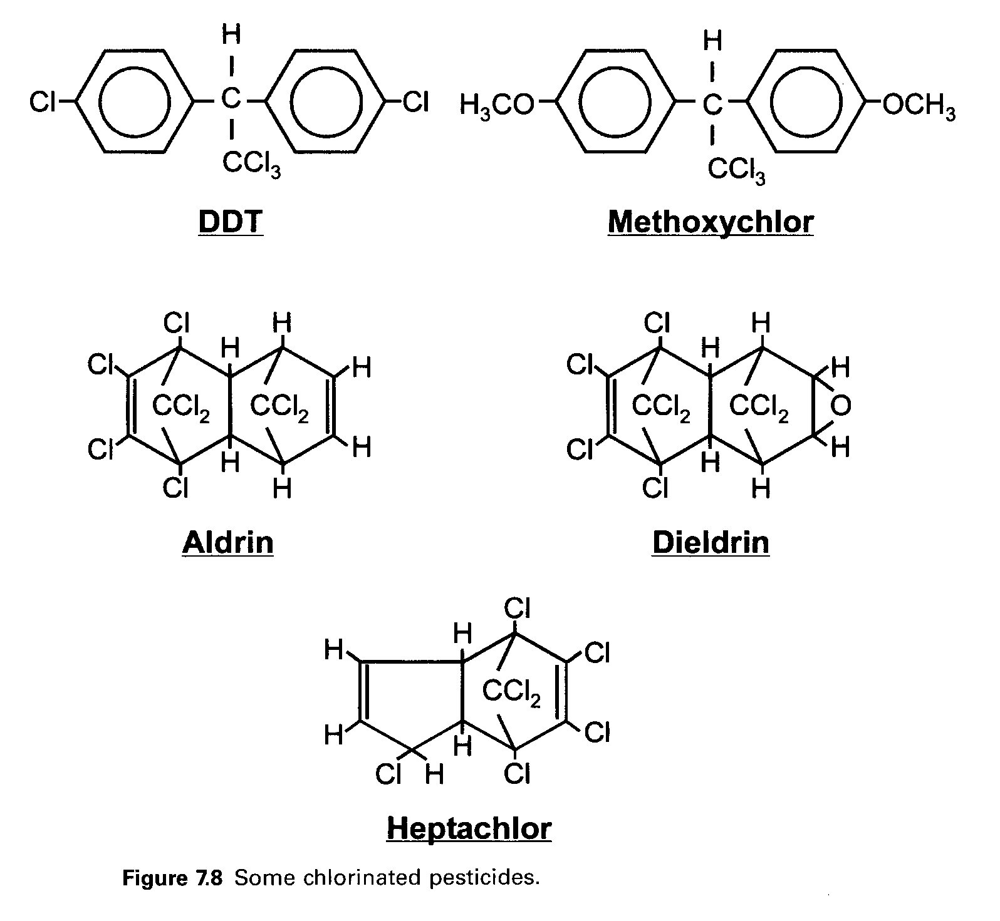 H
H
Cl
C
Cl
H3CO
C
OCH3
CCl3
CCl3
DDT
Methoxychlor
Cl
H
Cl
H
H
H
Cl
H
Cl
H
CCl2
CCl2
CCl2
CCl2
O
Cl
H
H
Cl
H
H
Cl
H
Cl
H
Aldrin
Dieldrin
Cl
H
H
Cl
CCl2
H
H
Cl
Cl
H
Cl
Heptachlor
Figure 7.8 Some chlorinated pesticides.